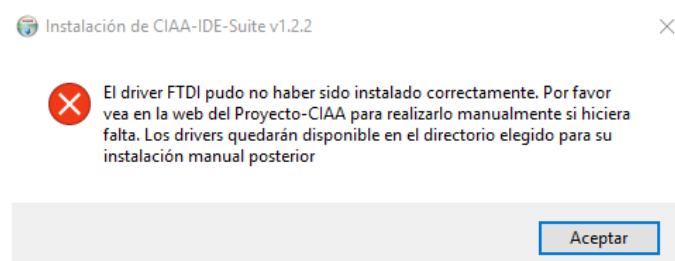 Instalación de CIAA-IDE-Suite v1.2.2
El driver FTDI pudo no haber sido instalado correctamente. Por favor
vea en la web del Proyecto-CIAA para realizarlo manualmente si hiciera
falta. Los drivers quedarán disponible en el directorio elegido para su
instalación manual posterior
Aceptar